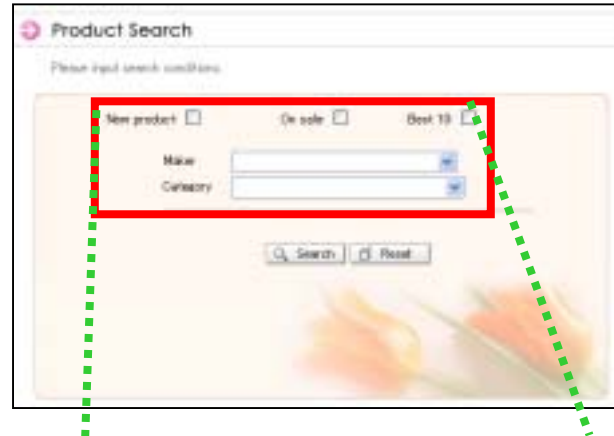 Product Search
Please input search conditions.
New product On sale Best 10
Maker
Category
Search Reset